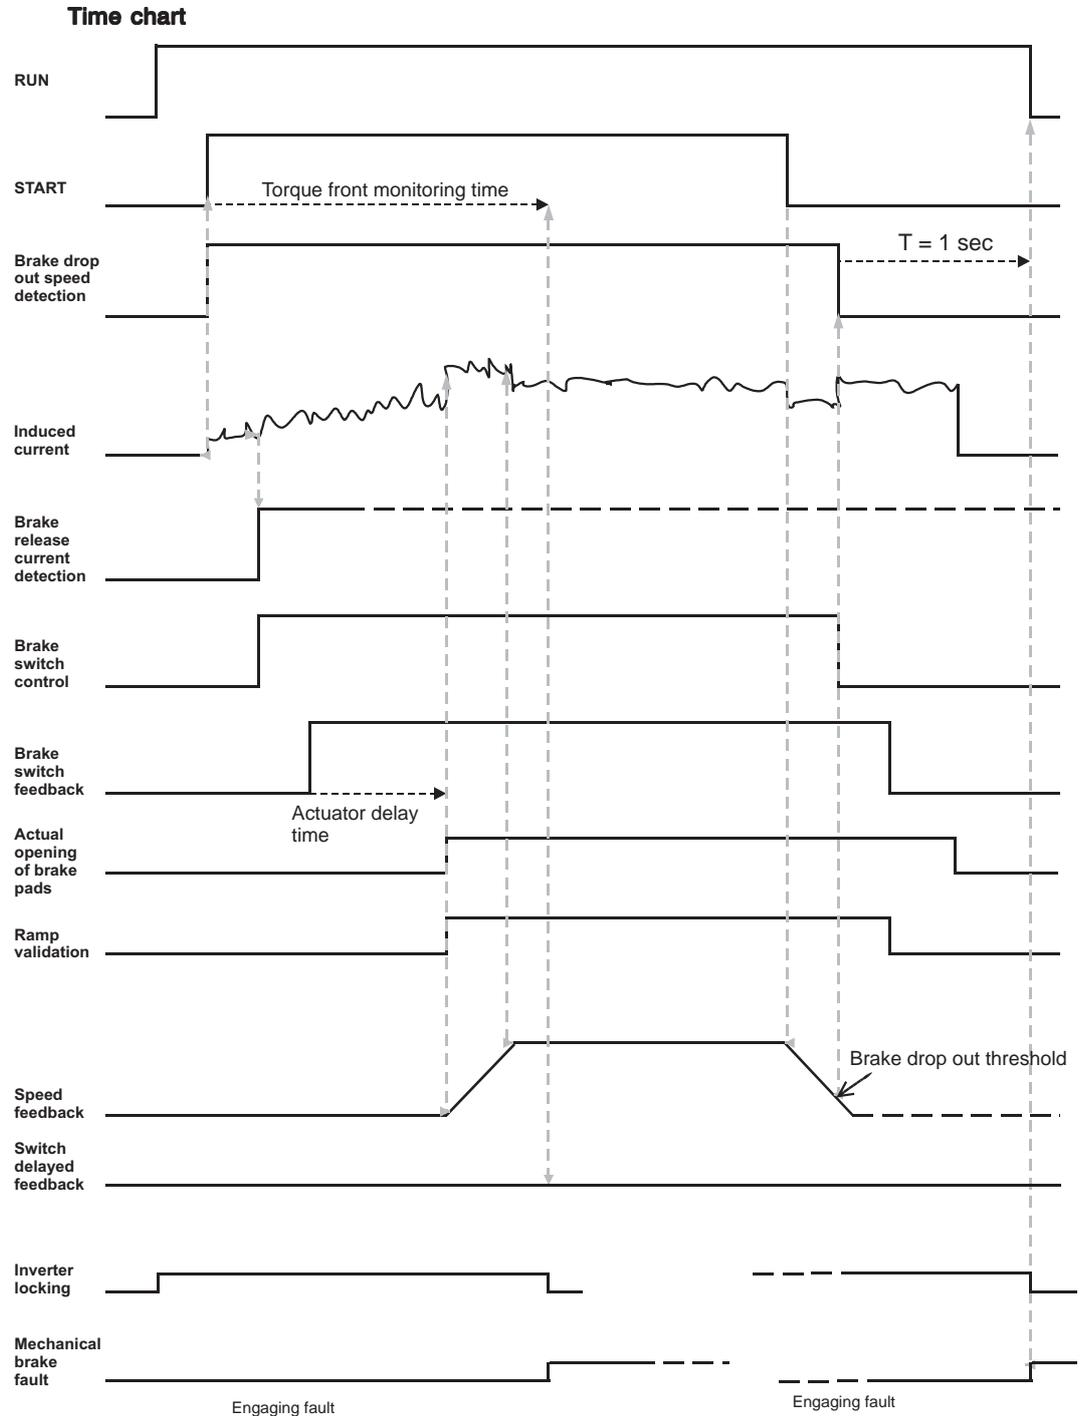 Time chart
RUN
START
Torque front monitoring time
Brake drop
out speed
detection
T = 1 sec
Induced
current
Brake
release
current
detection
Brake
switch
control
Brake
switch
feedback
Actuator delay
time
Actual
opening
of brake
pads
Ramp
validation
Brake drop out threshold
Speed
feedback
Switch
delayed
feedback
Inverter
locking
Mechanical
brake
fault
Engaging fault
Engaging fault